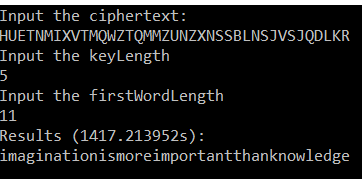 Input the ciphertext:
HUETNMIXVTMQWZTQMMZUNZXNSSBLNSJVSJQDLKR
Input the keyLength
5
Input the firstWordLength
11
Results (1417.213952s):
imaginationismoreimportantthanknowledge